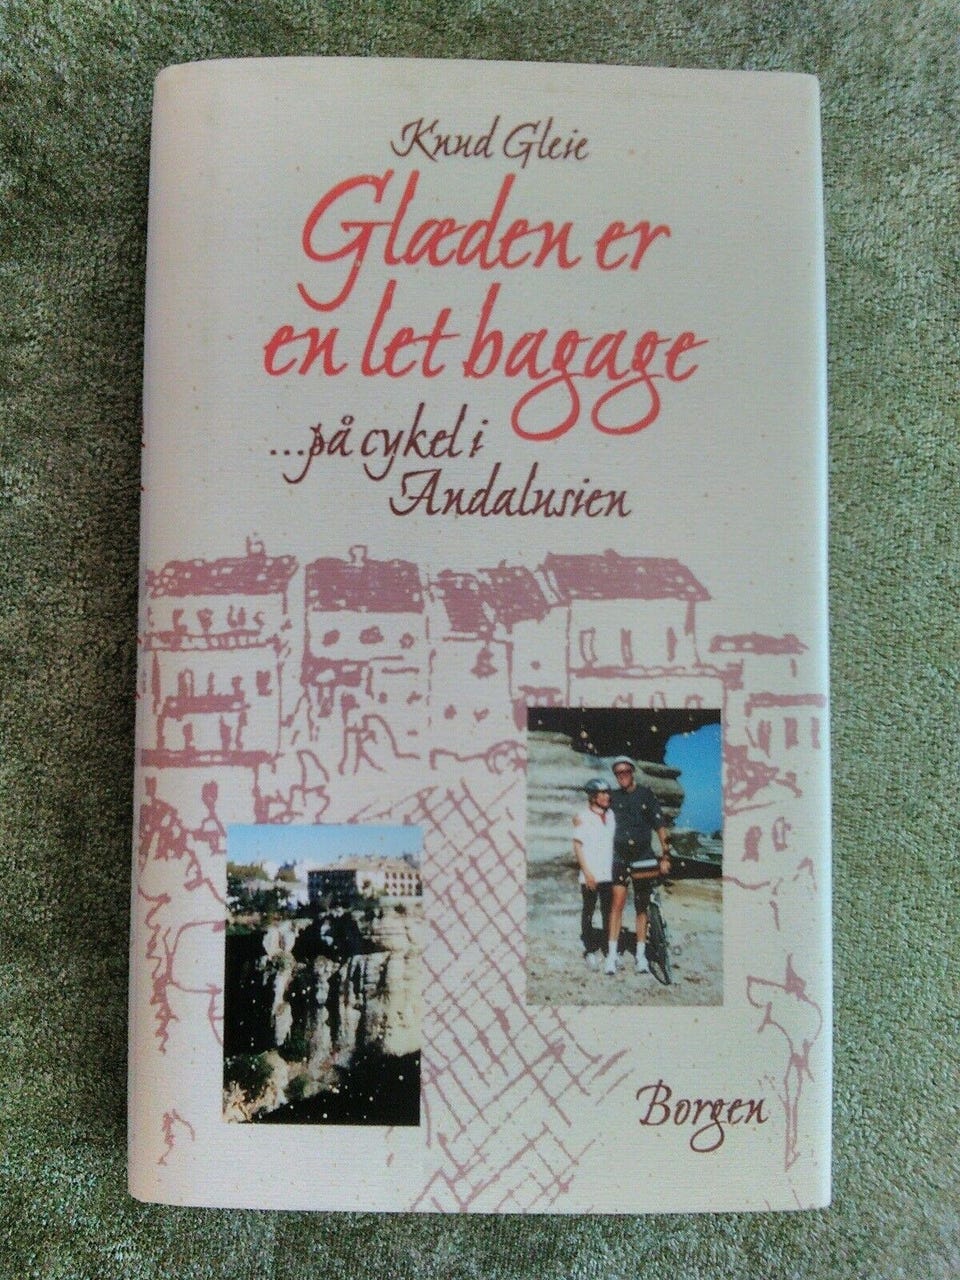 Knud Gleie
Glæden er
en let bagage
...på cykel i
Andalusien
Borgen